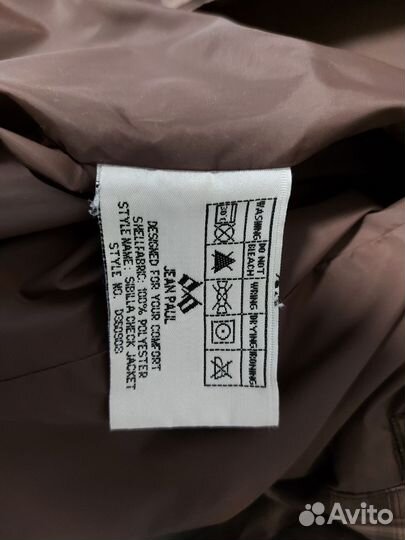 WASHING DO NOT BLEACH WRING DRYING IRONING
JEAN PAUL
DESIGNED FOR YOUR COMFORT
SHELLFABRIC: 100% POLYESTER
STYLE NAME: SIBILLA CHECK JACKET
STYLE NO.
Avito